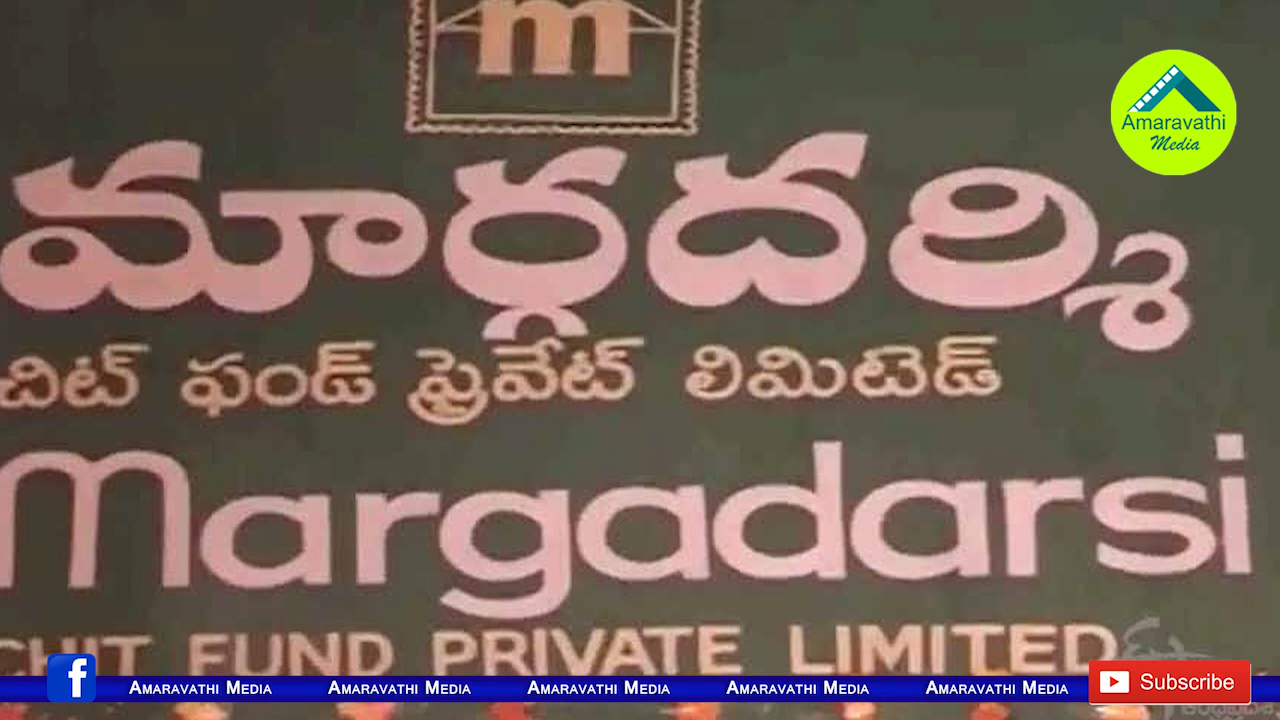 m
Amaravathi
Media
మార్గదర్శి
చిట్ ఫండ్ ప్రైవేట్ లిమిటెడ్
Margadarsi
CHIT FUND PRIVATE LIMITED
f AMARAVATHI MEDIA AMARAVATHI MEDIA AMARAVATHI MEDIA AMARAVATHI MEDIA AMARAVATHI MEDIA Subscribe